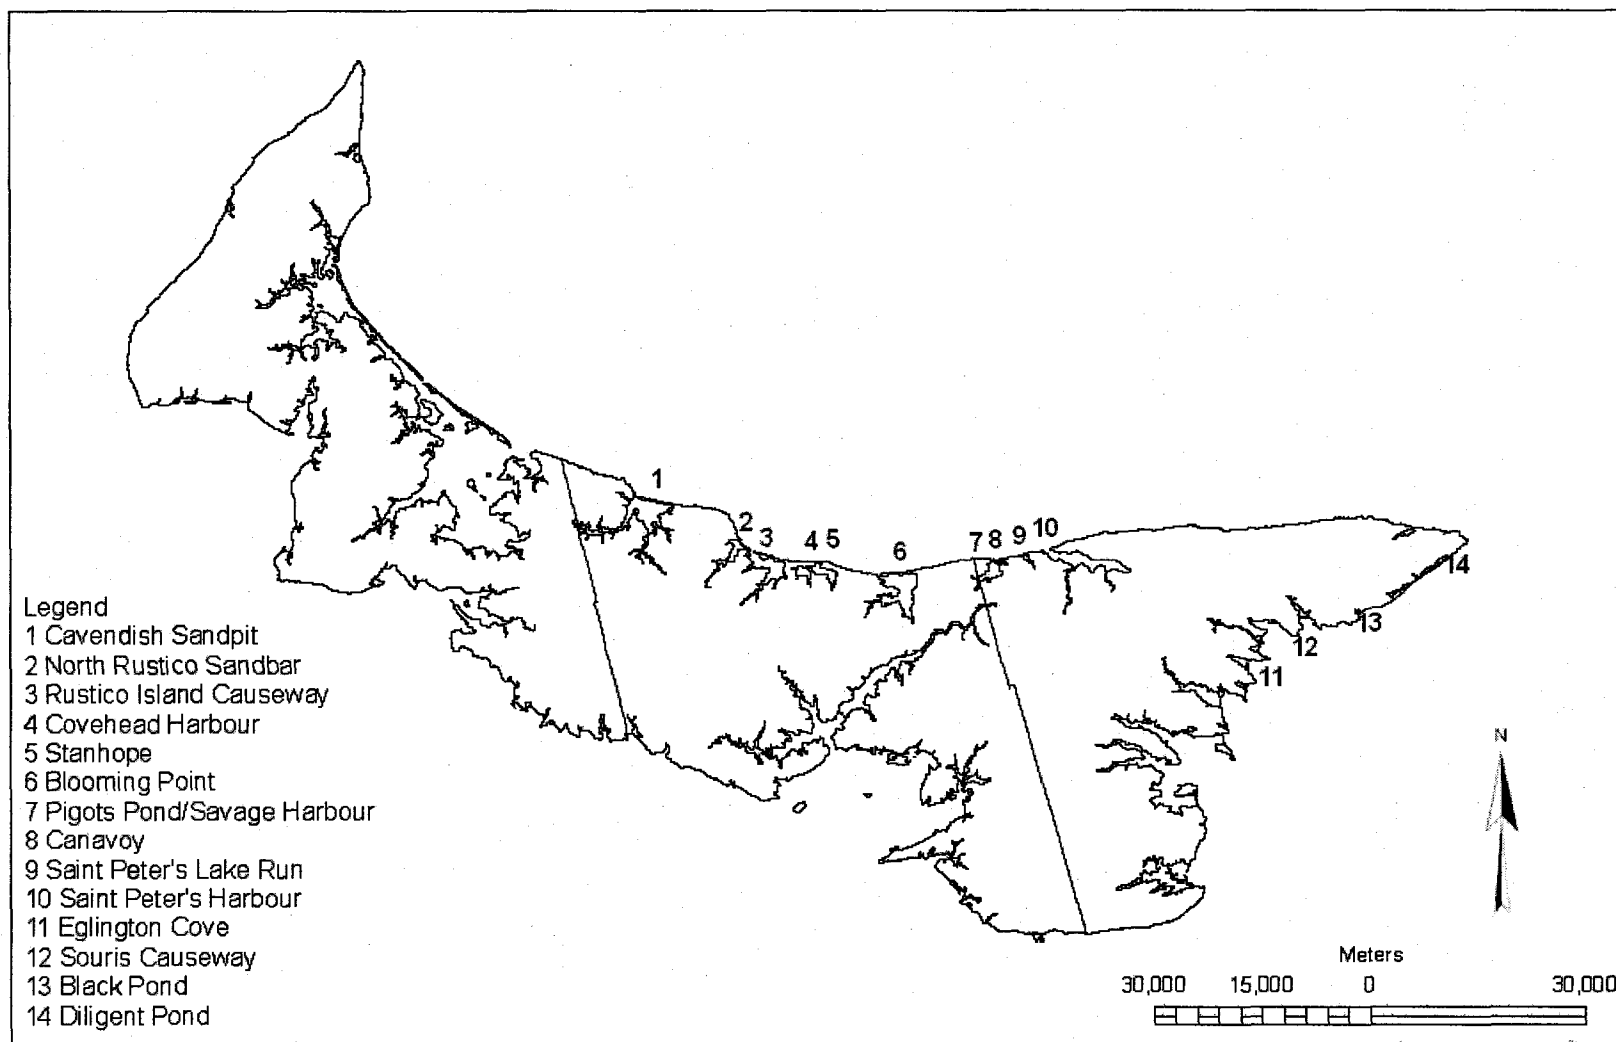 1
2
3
4 5
6
7 8 9 10
14
13
12
11
Legend
1 Cavendish Sandpit
2 North Rustico Sandbar
3 Rustico Island Causeway
4 Covehead Harbour
5 Stanhope
6 Blooming Point
7 Pigots Pond/Savage Harbour
8 Canavoy
9 Saint Peter's Lake Run
10 Saint Peter's Harbour
11 Eglington Cove
12 Souris Causeway
13 Black Pond
14 Diligent Pond
N
Meters
30,000 15,000 0 30,000